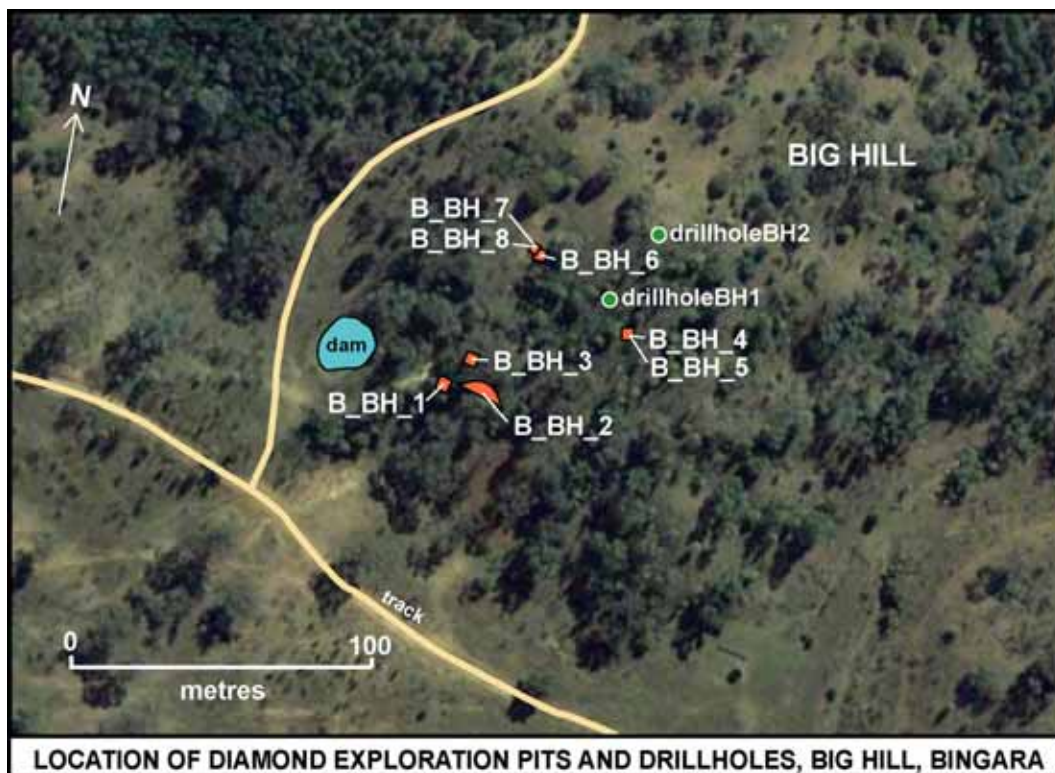 N
BIG HILL
B_BH_7
B_BH_8
B_BH_6
drillholeBH2
drillholeBH1
dam
B_BH_4
B_BH_5
B_BH_3
B_BH_1
B_BH_2
track
0 100
metres
LOCATION OF DIAMOND EXPLORATION PITS AND DRILLHOLES, BIG HILL, BINGARA